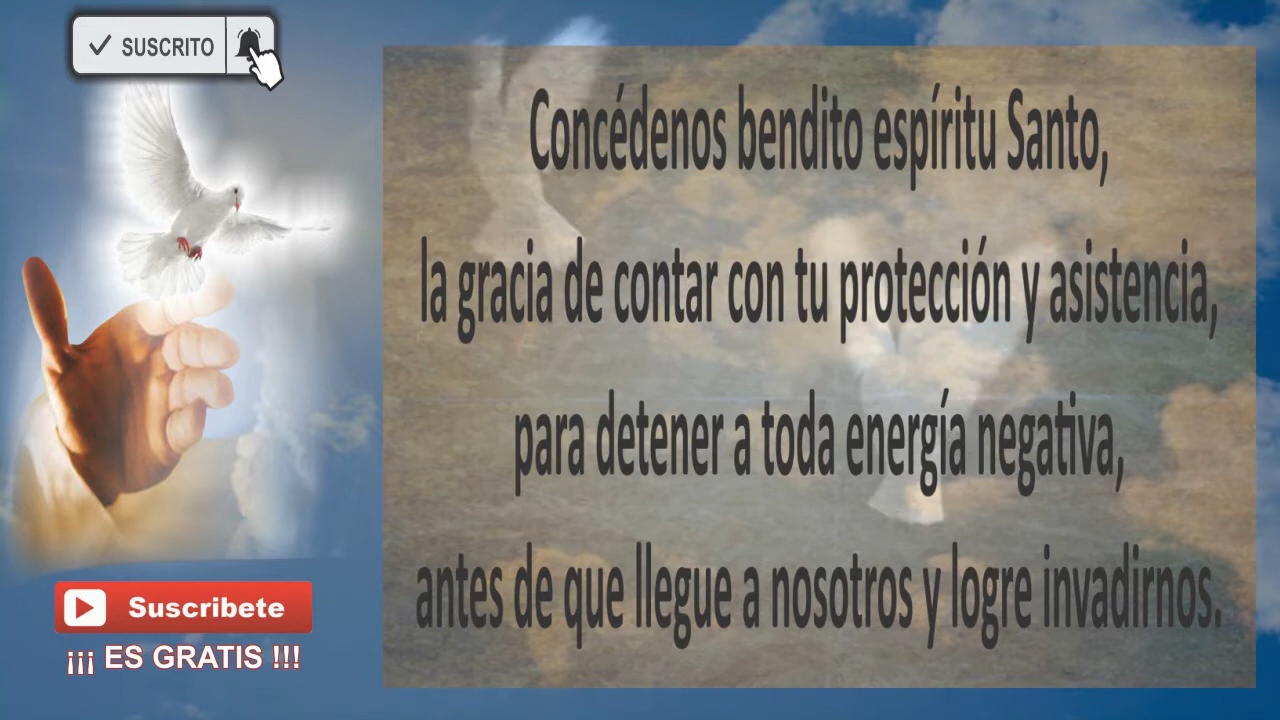 SUSCRITO
Concédenos bendito espíritu Santo,
la gracia de contar con tu protección y asistencia,
para detener a toda energía negativa,
antes de que llegue a nosotros y logre invadirnos.
Suscribete
¡¡¡ ES GRATIS !!!